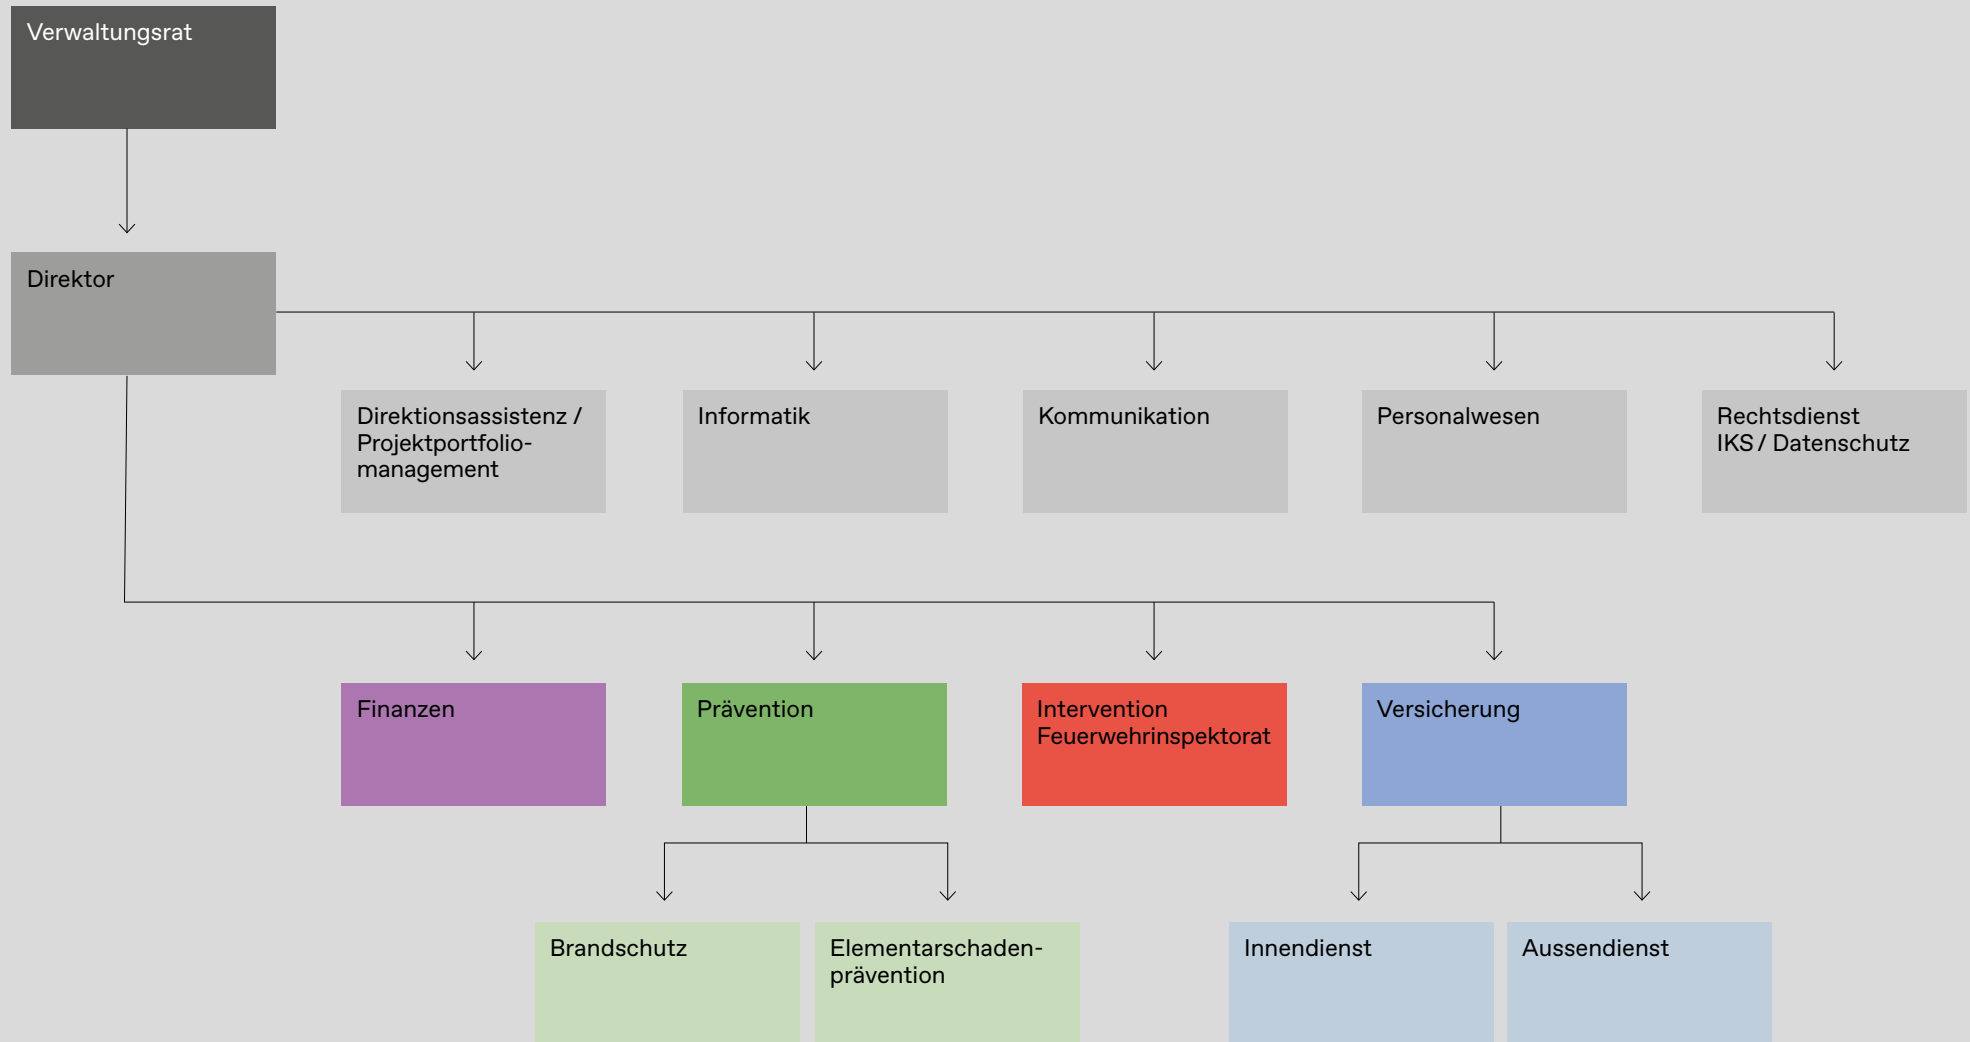 Verwaltungsrat
Direktor
Direktionsassistenz /
Projektportfolio-
management
Informatik
Kommunikation
Personalwesen
Rechtsdienst
IKS / Datenschutz
Finanzen
Prävention
Intervention
Feuerwehrinspektorat
Versicherung
Brandschutz
Elementarschaden-
prävention
Innendienst
Aussendienst